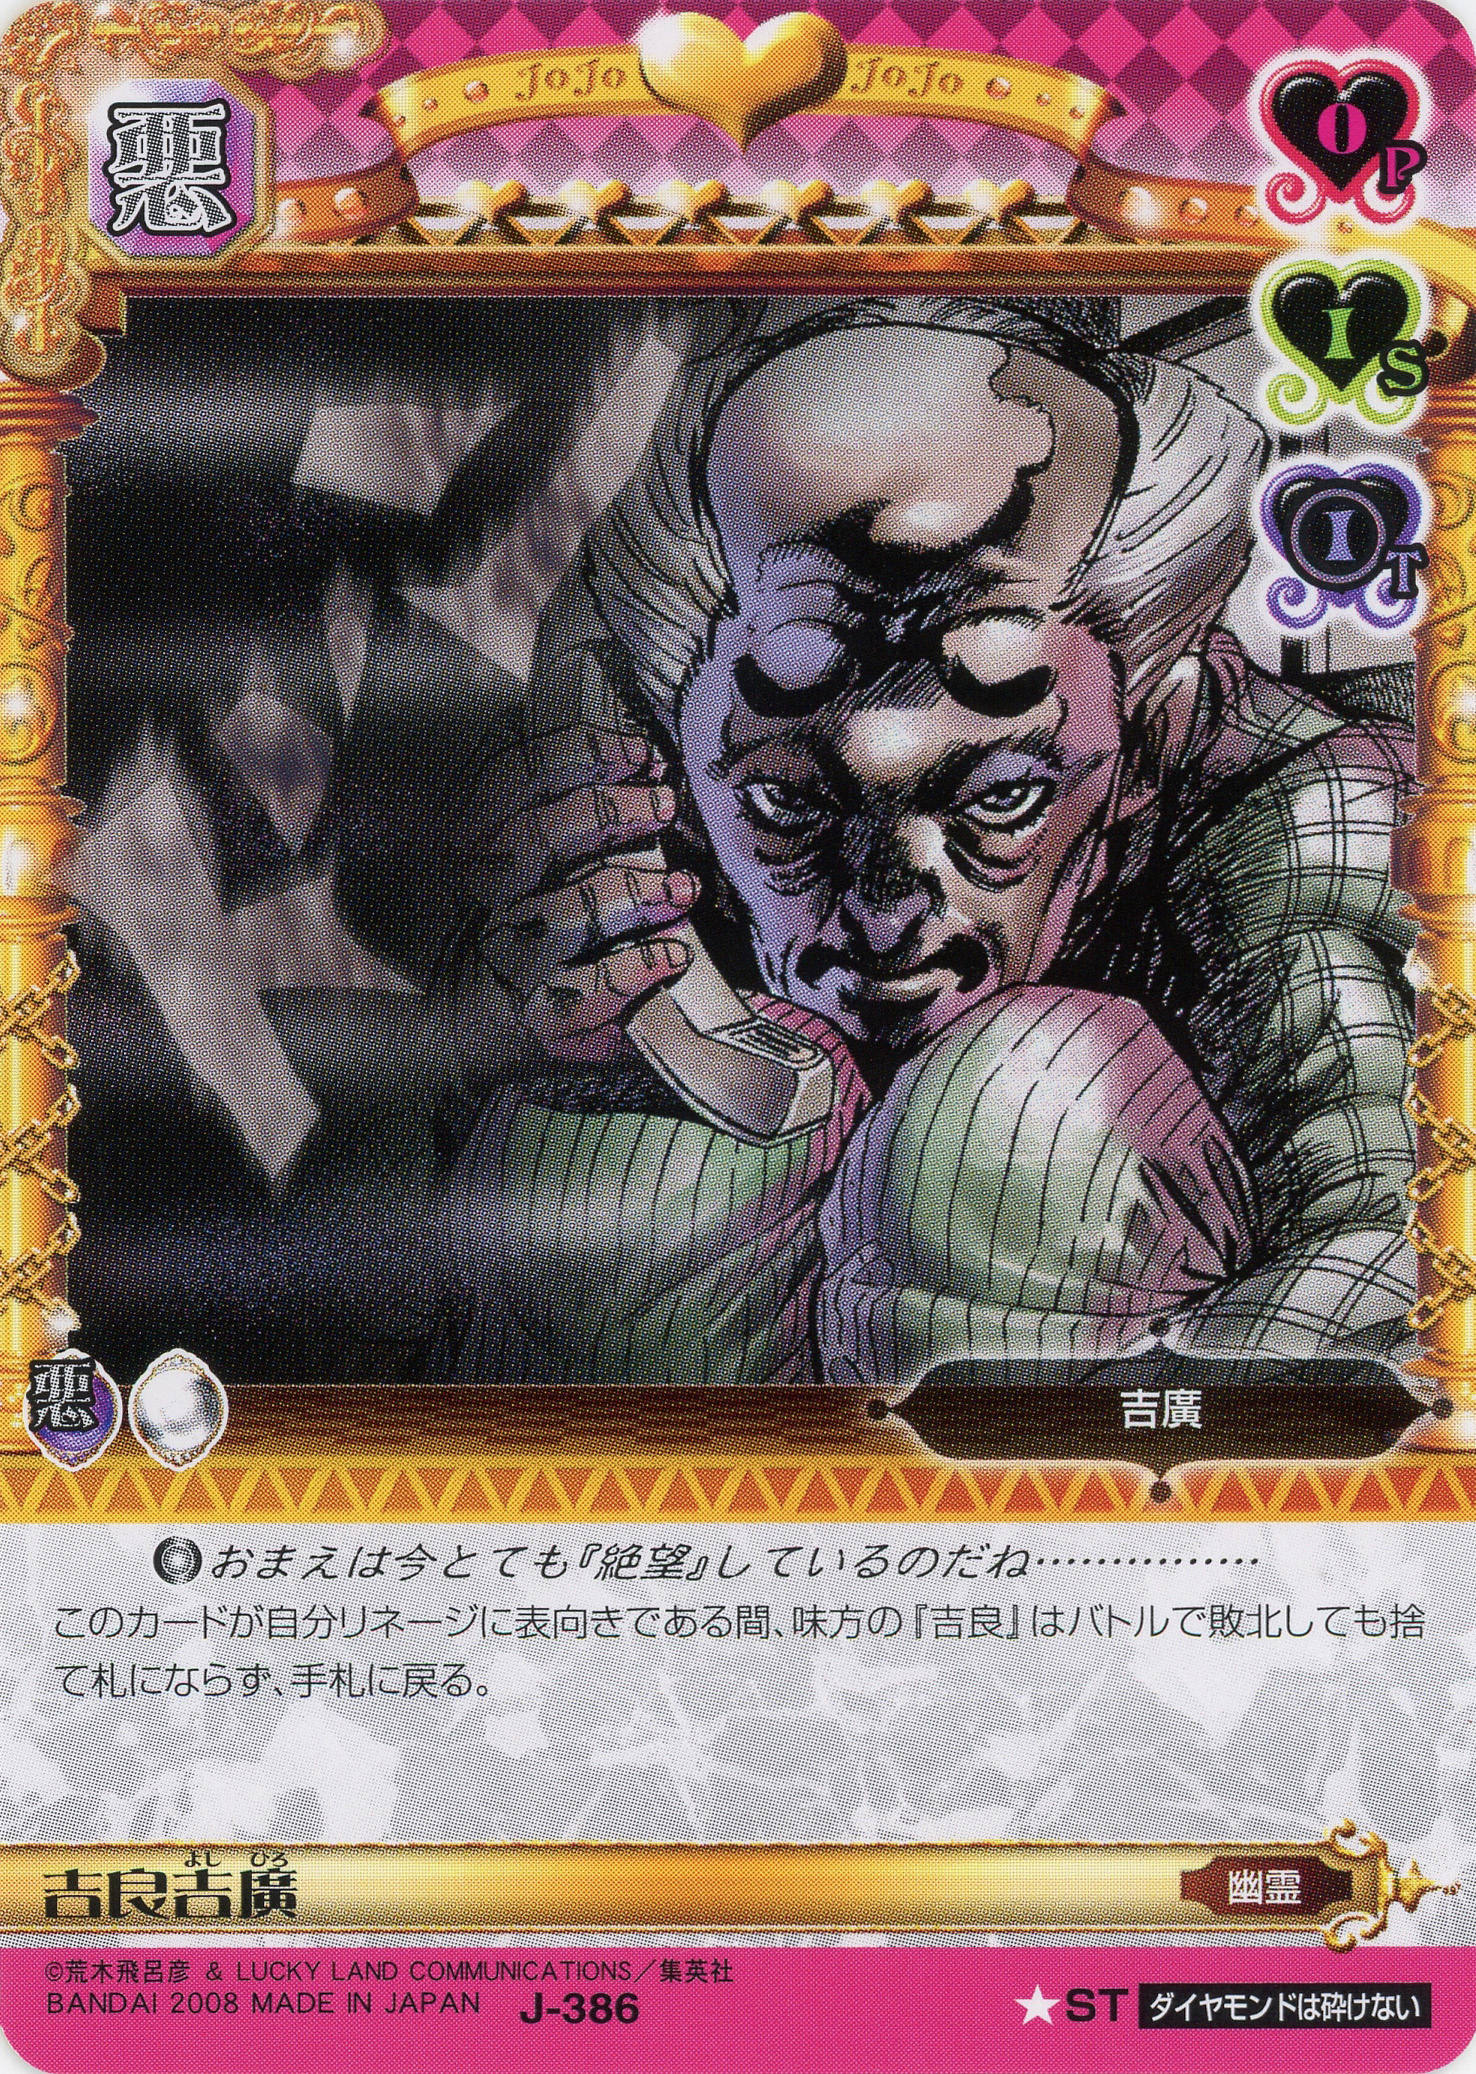 JoJo JoJo
悪
O P
1 S
1 T
悪
吉廣
おまえは今とても『絶望』しているのだね……………
このカードが自分リネージに表向きである間、味方の『吉良』はバトルで敗北しても捨
て札にならず、手札に戻る。
よし ひろ
吉良吉廣
幽霊
©荒木飛呂彦 & LUCKY LAND COMMUNICATIONS／集英社
BANDAI 2008 MADE IN JAPAN J-386
★ST ダイヤモンドは砕けない